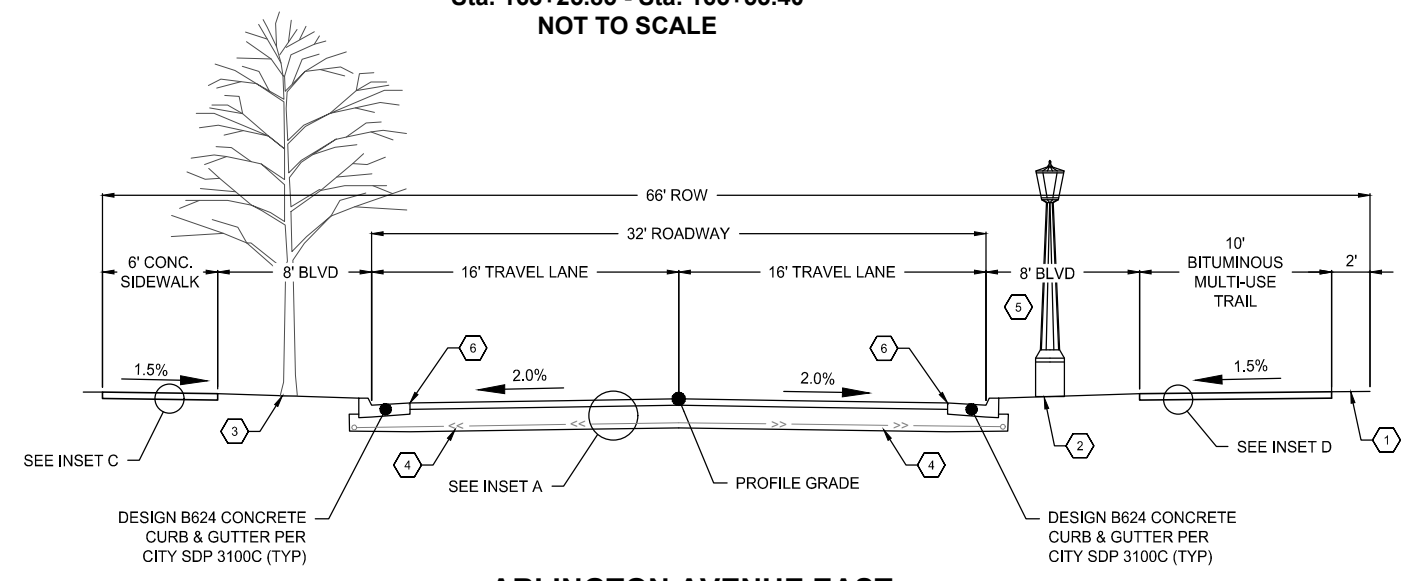 NOT TO SCALE
66' ROW
32' ROADWAY
6' CONC.
SIDEWALK
8' BLVD
16' TRAVEL LANE
16' TRAVEL LANE
8' BLVD
10'
BITUMINOUS
MULTI-USE
TRAIL
2'
5
1.5%
6
2.0%
2.0%
6
1.5%
3
4
<<
<<
>>
>>
4
2
1
SEE INSET C
SEE INSET A
PROFILE GRADE
SEE INSET D
DESIGN B624 CONCRETE
CURB & GUTTER PER
CITY SDP 3100C (TYP)
DESIGN B624 CONCRETE
CURB & GUTTER PER
CITY SDP 3100C (TYP)
ARLINGTON AVENUE EAST